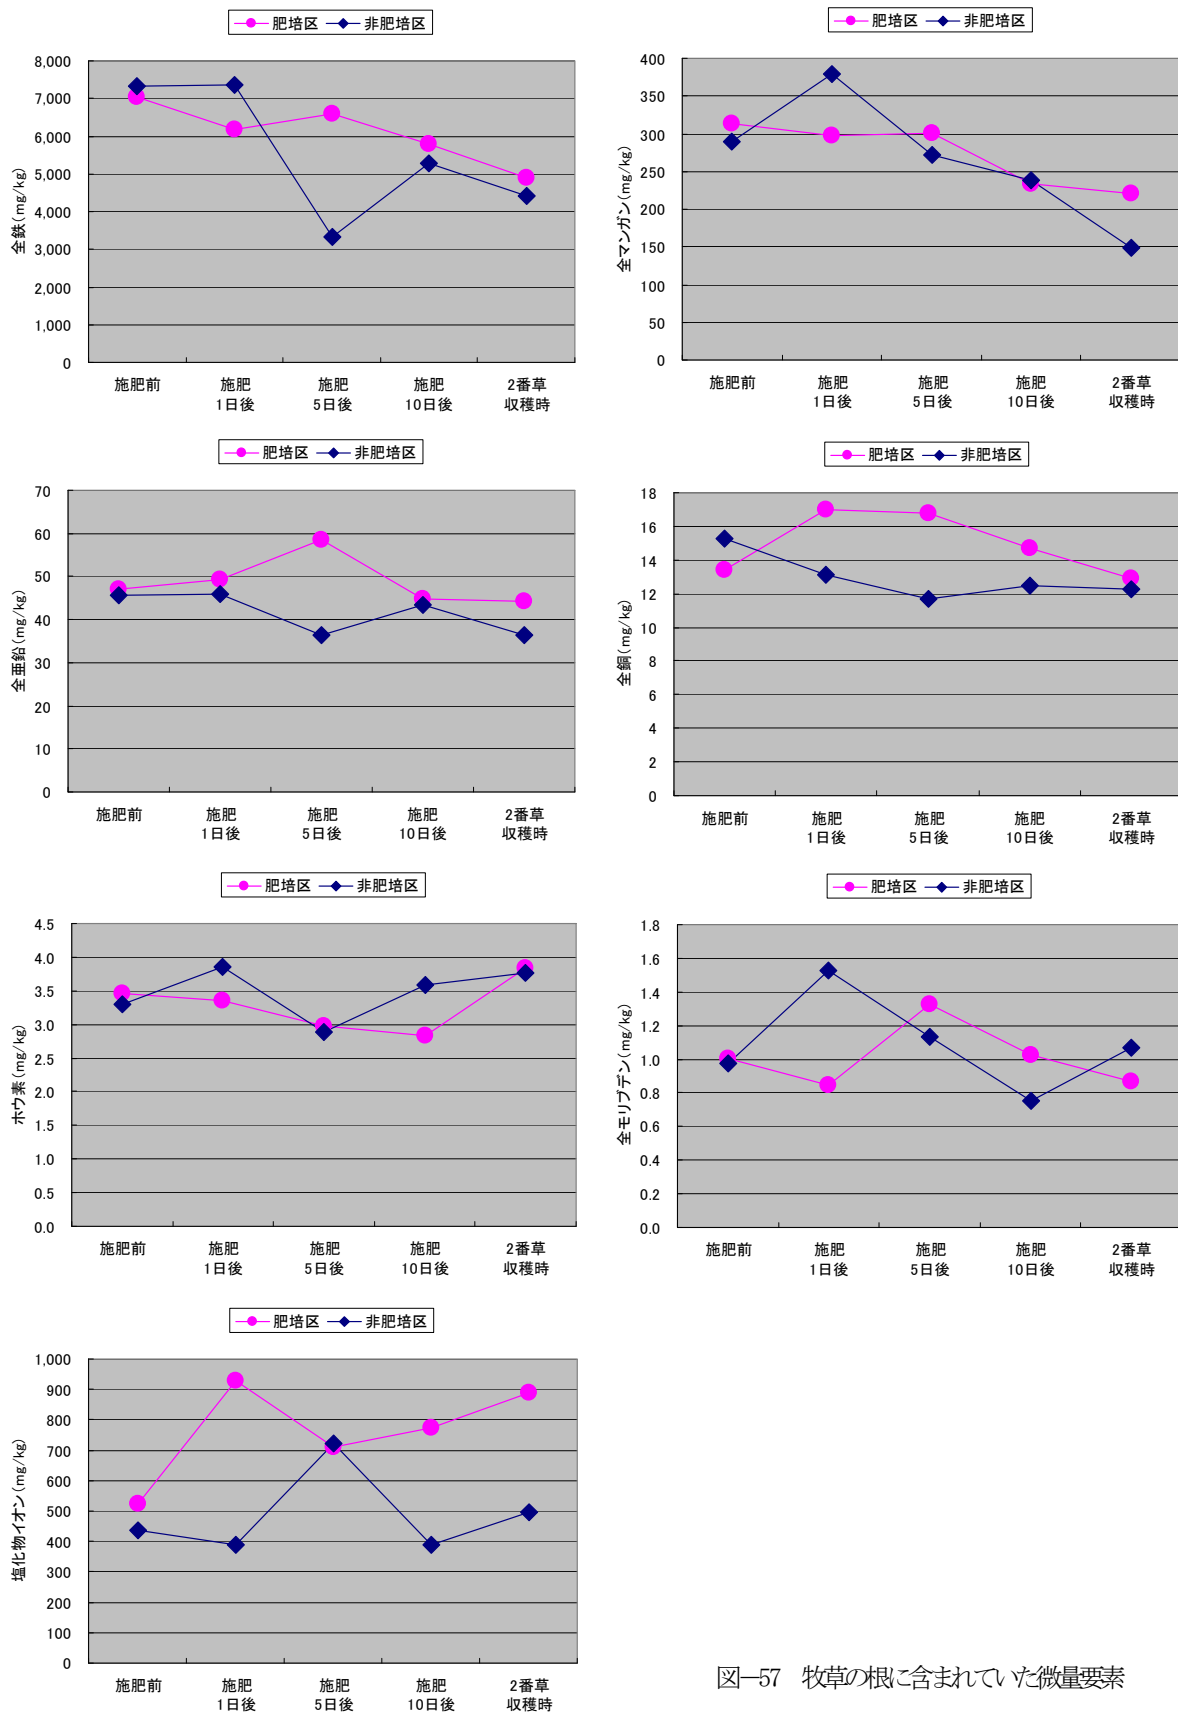 肥培区 非肥培区
全鉄(mg/kg)
8,000
7,000
6,000
5,000
4,000
3,000
2,000
1,000
0
施肥前 施肥 施肥 施肥 2番草
1日後 5日後 10日後 収穫時
肥培区 非肥培区
全マンガン(mg/kg)
400
350
300
250
200
150
100
50
0
施肥前 施肥 施肥 施肥 2番草
1日後 5日後 10日後 収穫時
肥培区 非肥培区
全亜鉛(mg/kg)
70
60
50
40
30
20
10
0
施肥前 施肥 施肥 施肥 2番草
1日後 5日後 10日後 収穫時
肥培区 非肥培区
全銅(mg/kg)
18
16
14
12
10
8
6
4
2
0
施肥前 施肥 施肥 施肥 2番草
1日後 5日後 10日後 収穫時
肥培区 非肥培区
ホウ素(mg/kg)
4.5
4.0
3.5
3.0
2.5
2.0
1.5
1.0
0.5
0.0
施肥前 施肥 施肥 施肥 2番草
1日後 5日後 10日後 収穫時
肥培区 非肥培区
全モリブデン(mg/kg)
1.8
1.6
1.4
1.2
1.0
0.8
0.6
0.4
0.2
0.0
施肥前 施肥 施肥 施肥 2番草
1日後 5日後 10日後 収穫時
肥培区 非肥培区
塩化物イオン(mg/kg)
1,000
900
800
700
600
500
400
300
200
100
0
施肥前 施肥 施肥 施肥 2番草
1日後 5日後 10日後 収穫時
図―57 牧草の根に含まれていた微量要素